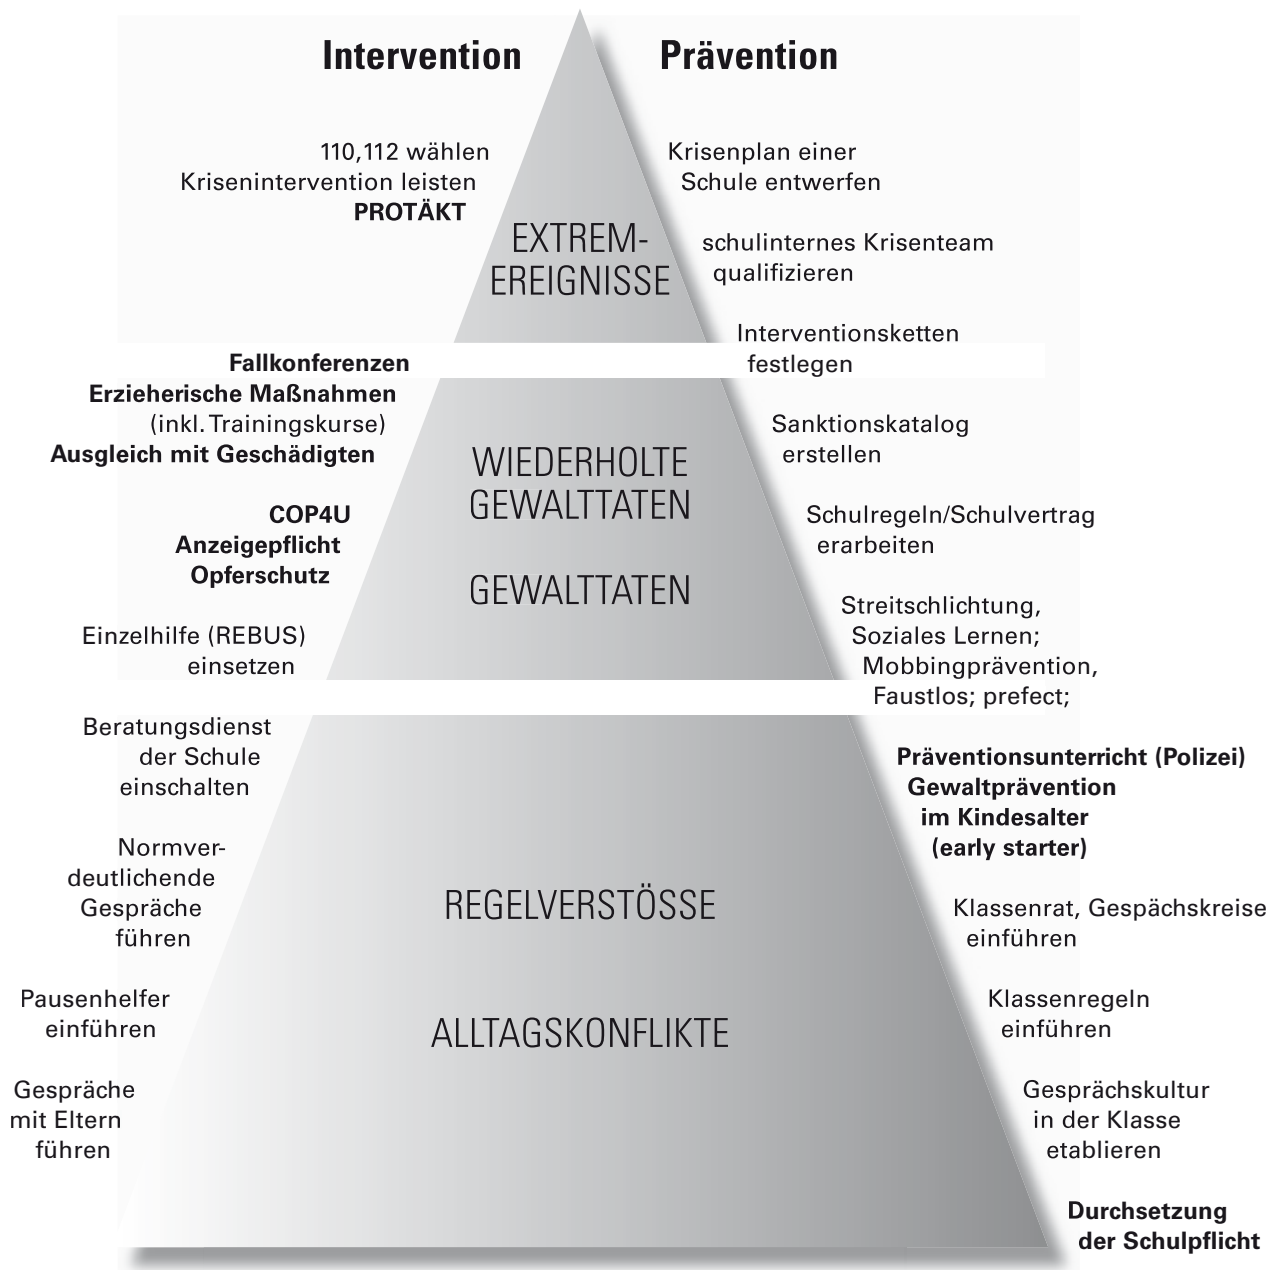 Intervention
Prävention
110,112 wählen
Krisenintervention leisten
PROTÄKT
Fallkonferenzen
Erzieherische Maßnahmen
(inkl. Trainingskurse)
Ausgleich mit Geschädigten
COP4U
Anzeigepflicht
Opferschutz
Einzelhilfe (REBUS)
einsetzen
Beratungsdienst
der Schule
einschalten
Normver-
deutlichende
Gespräche
führen
Pausenhelfer
einführen
Gespräche
mit Eltern
führen
EXTREM-
EREIGNISSE
WIEDERHOLTE
GEWALTTATEN
GEWALTTATEN
REGELVERSTÖSSE
ALLTAGSKONFLIKTE
Krisenplan einer
Schule entwerfen
schulinternes Krisenteam
qualifizieren
Interventionsketten
festlegen
Sanktionskatalog
erstellen
Schulregeln/Schulvertrag
erarbeiten
Streitschlichtung,
Soziales Lernen;
Mobbingprävention,
Faustlos; prefect;
Präventionsunterricht (Polizei)
Gewaltprävention
im Kindesalter
(early starter)
Klassenrat, Gespächskreise
einführen
Klassenregeln
einführen
Gesprächskultur
in der Klasse
etablieren
Durchsetzung
der Schulpflicht